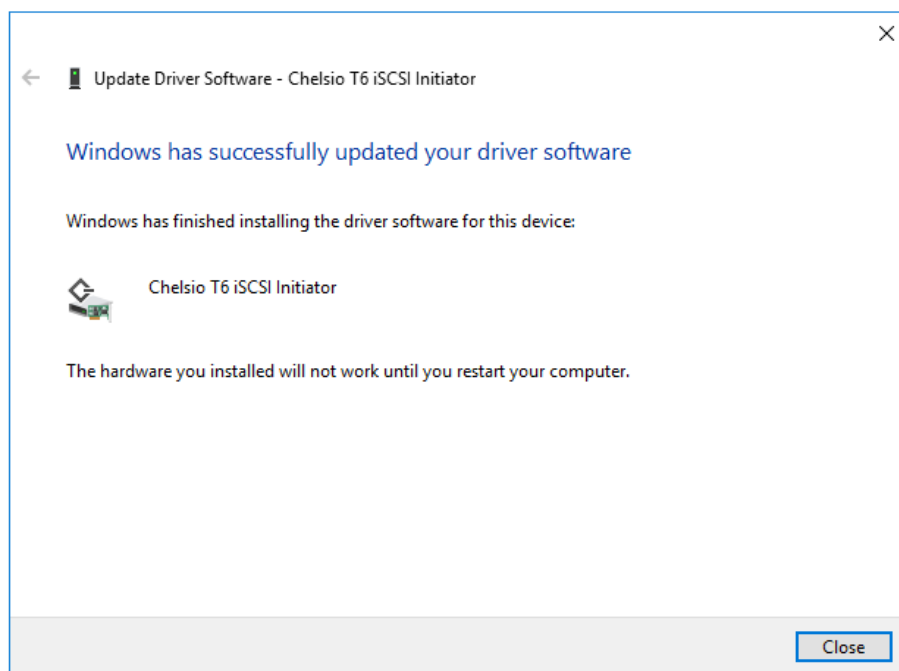 Update Driver Software - Chelsio T6 iSCSI Initiator
Windows has successfully updated your driver software
Windows has finished installing the driver software for this device:
Chelsio T6 iSCSI Initiator
The hardware you installed will not work until you restart your computer.
Close